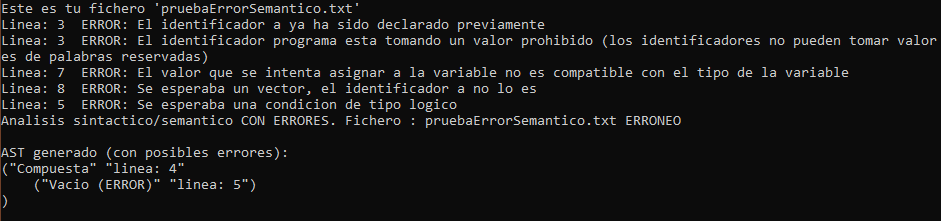 Este es tu fichero 'pruebaErrorSemantico.txt'
Linea: 3  ERROR: El identificador a ya ha sido declarado previamente
Linea: 3  ERROR: El identificador programa esta tomando un valor prohibido (los identificadores no pueden tomar valor
es de palabras reservadas)
Linea: 7  ERROR: El valor que se intenta asignar a la variable no es compatible con el tipo de la variable
Linea: 8  ERROR: Se esperaba un vector, el identificador a no lo es
Linea: 5  ERROR: Se esperaba una condicion de tipo logico
Analisis sintactico/semantico CON ERRORES. Fichero : pruebaErrorSemantico.txt ERRONEO

AST generado (con posibles errores):
("Compuesta" "linea: 4"
    ("Vacio (ERROR)" "linea: 5")
)